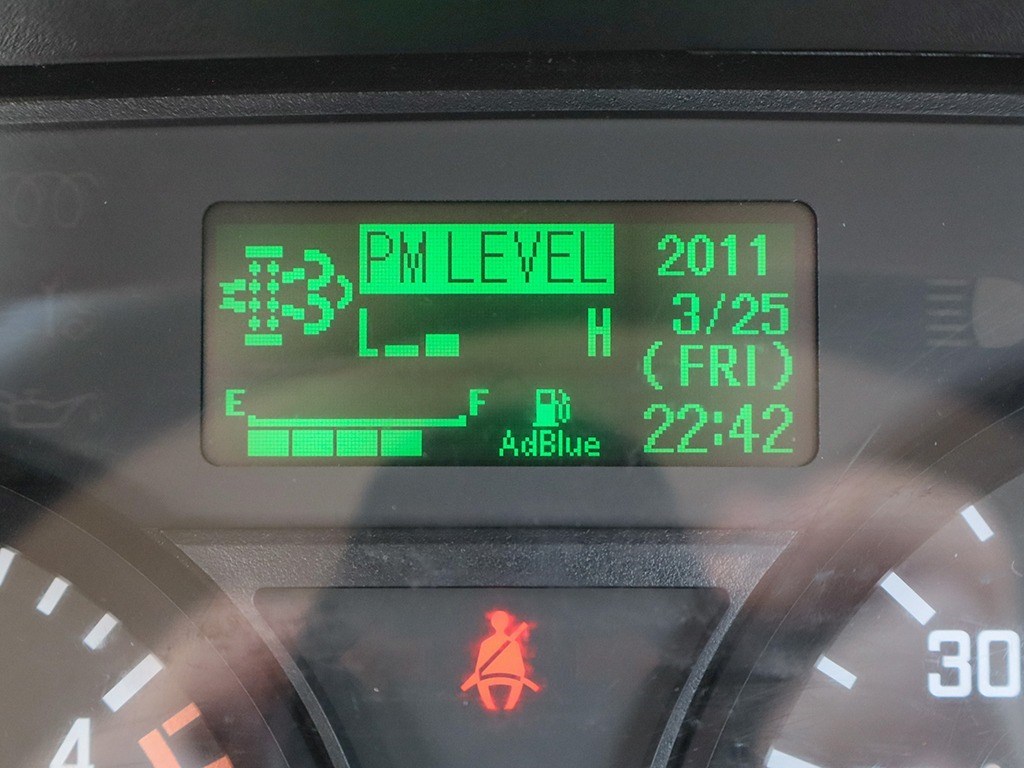 PM LEVEL
2011
3/25
L H
(FRI)
E F
AdBlue
22:42
30
4